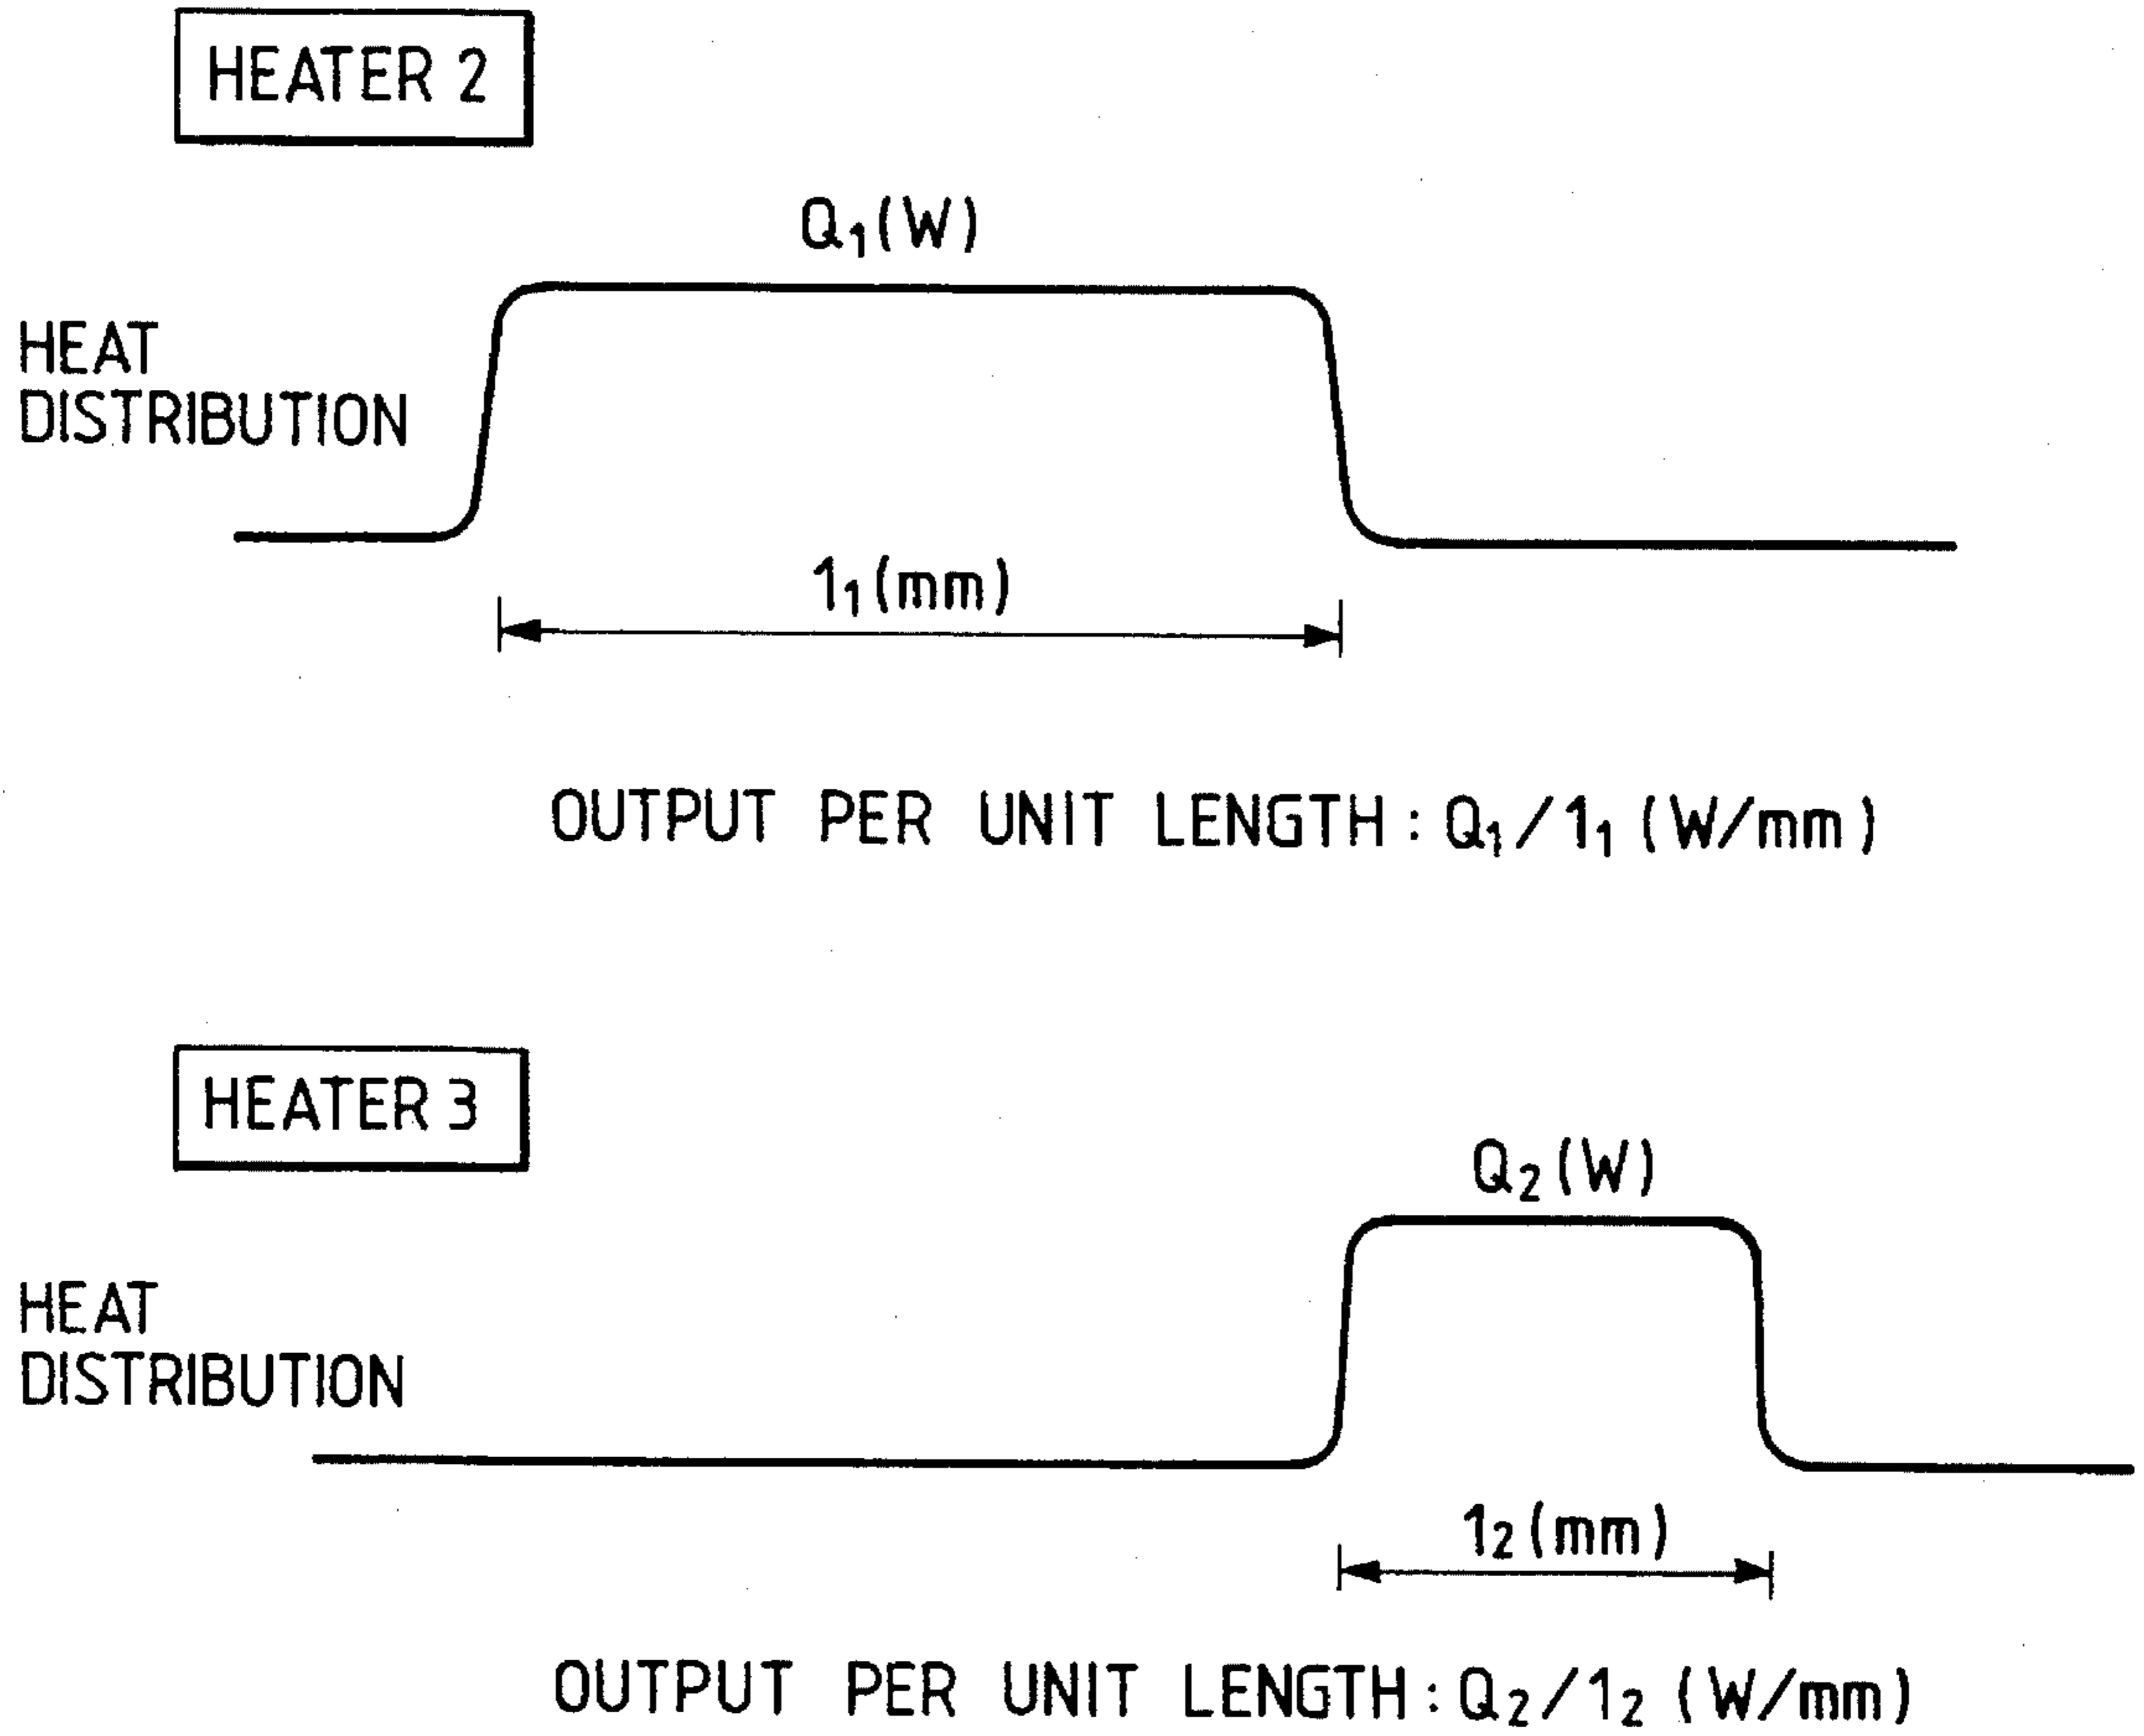 HEATER 2
Q₁(W)
HEAT
DISTRIBUTION
1₁(mm)
OUTPUT PER UNIT LENGTH: Q₁/1₁ (W/mm)
HEATER 3
Q₂(W)
HEAT
DISTRIBUTION
1₂(mm)
OUTPUT PER UNIT LENGTH: Q₂/1₂ (W/mm)